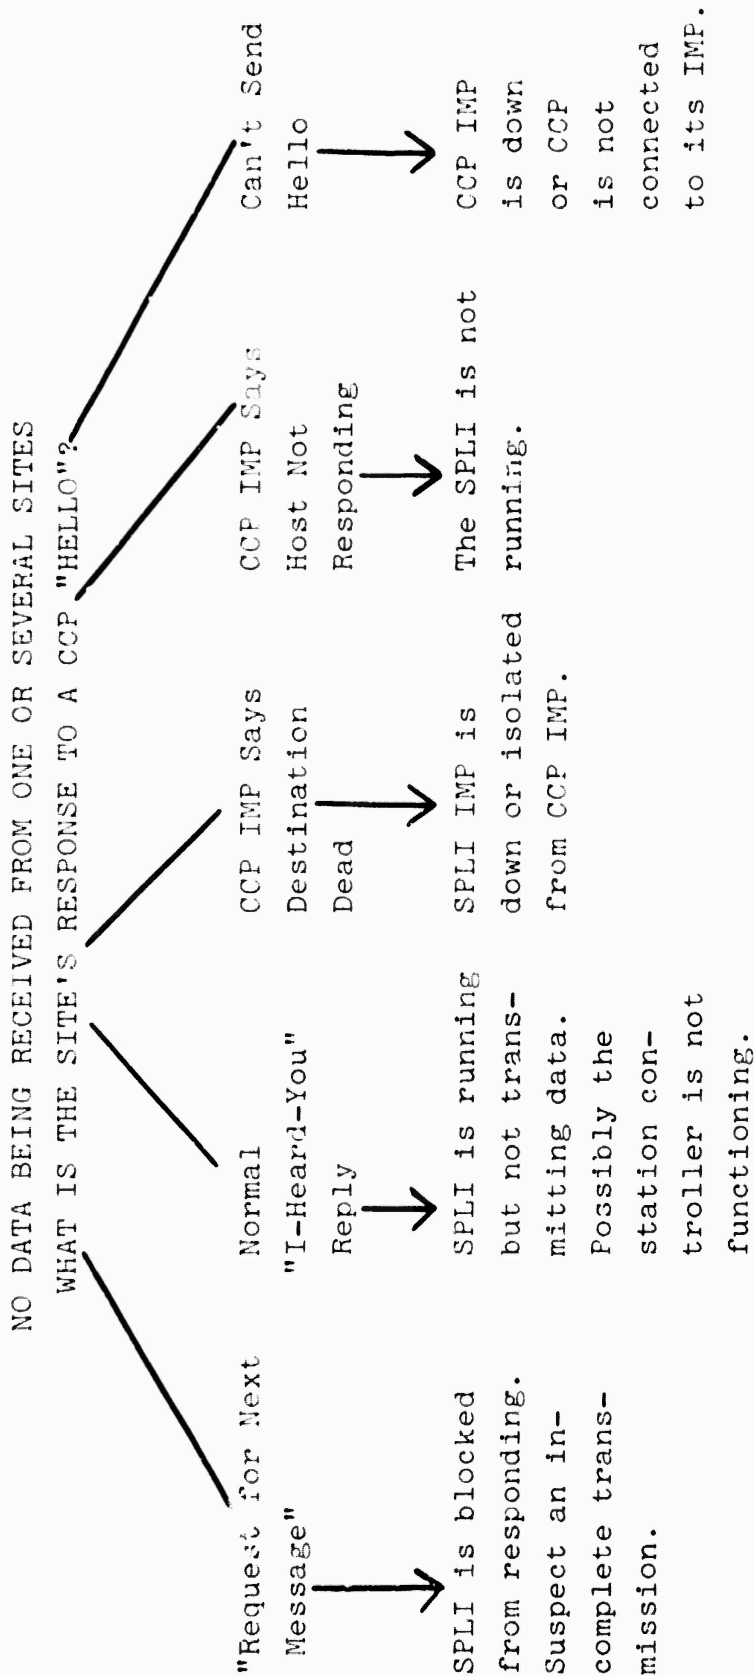 NO DATA BEING RECEIVED FROM ONE OR SEVERAL SITES
WHAT IS THE SITE'S RESPONSE TO A CCP "HELLO"?
"Request for Next
Message"
SPLI is blocked
from responding.
Suspect an in-
complete trans-
mission.
Normal
"I-Heard-You"
Reply
SPLI is running
but not trans-
mitting data.
Possibly the
station con-
troller is not
functioning.
CCP IMP Says
Destination
Dead
SPLI IMP is
down or isolated
from CCP IMP.
CCP IMP Says
Host Not
Responding
The SPLI is not
running.
Can't Send
Hello
CCP IMP
is down
or CCP
is not
connected
to its IMP.